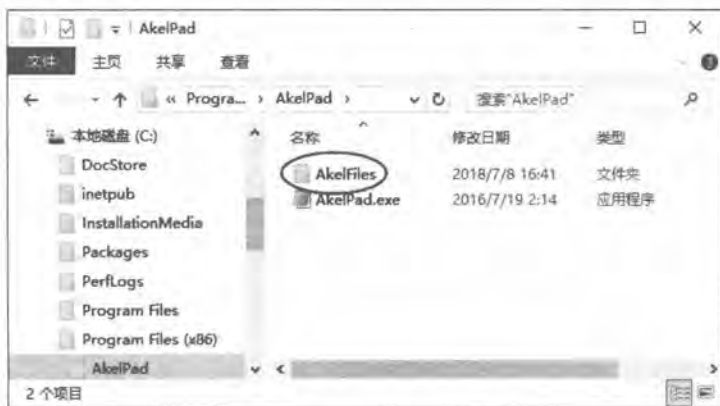 AkelPad
文件 主页 共享 查看
« Progra... › AkelPad › 搜索"AkelPad"
本地磁盘 (C:)
DocStore
inetpub
InstallationMedia
Packages
PerfLogs
Program Files
Program Files (x86)
AkelPad
名称 修改日期 类型
AkelFiles 2018/7/8 16:41 文件夹
AkelPad.exe 2016/7/19 2:14 应用程序
2 个项目